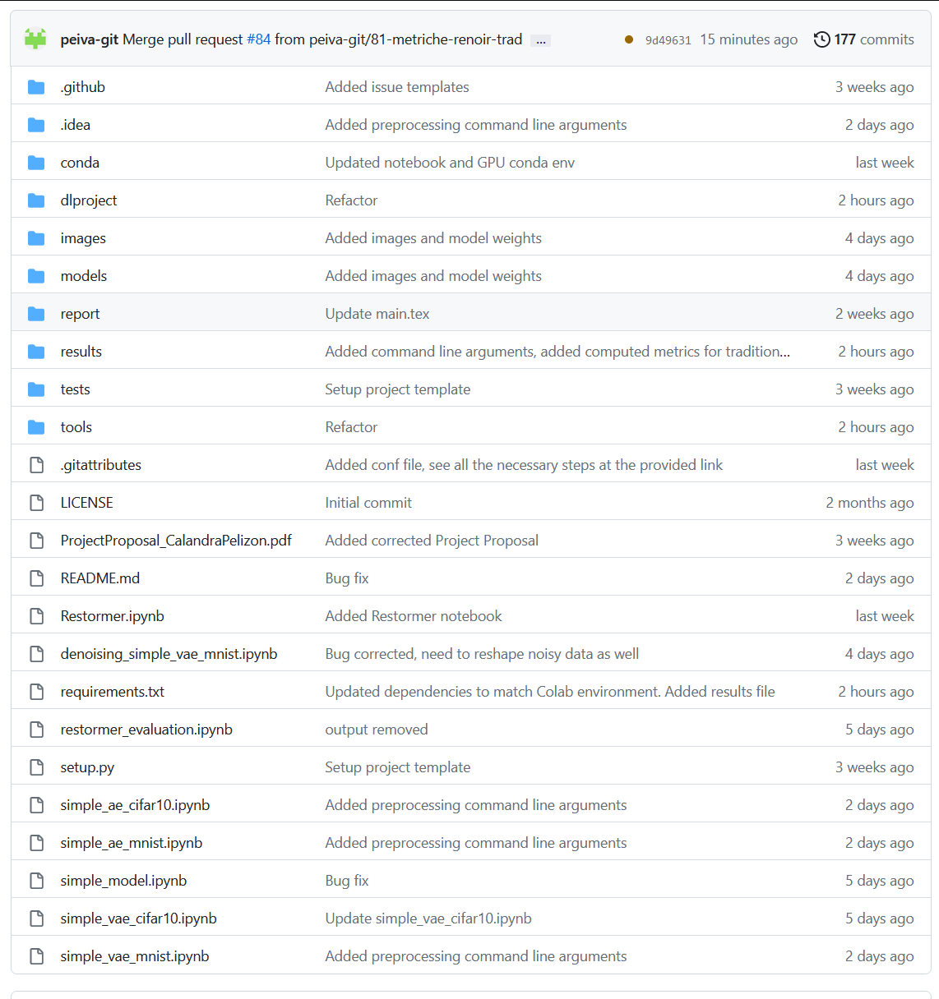 peiva-git Merge pull request #84 from peiva-git/81-metriche-renoir-trad ... 9d49631 15 minutes ago 177 commits
.github Added issue templates 3 weeks ago
.idea Added preprocessing command line arguments 2 days ago
conda Updated notebook and GPU conda env last week
dlproject Refactor 2 hours ago
images Added images and model weights 4 days ago
models Added images and model weights 4 days ago
report Update main.tex 2 weeks ago
results Added command line arguments, added computed metrics for tradition... 2 hours ago
tests Setup project template 3 weeks ago
tools Refactor 2 hours ago
.gitattributes Added conf file, see all the necessary steps at the provided link last week
LICENSE Initial commit 2 months ago
ProjectProposal_CalandraPelizon.pdf Added corrected Project Proposal 3 weeks ago
README.md Bug fix 2 days ago
Restormer.ipynb Added Restormer notebook last week
denoising_simple_vae_mnist.ipynb Bug corrected, need to reshape noisy data as well 4 days ago
requirements.txt Updated dependencies to match Colab environment. Added results file 2 hours ago
restormer_evaluation.ipynb output removed 5 days ago
setup.py Setup project template 3 weeks ago
simple_ae_cifar10.ipynb Added preprocessing command line arguments 2 days ago
simple_ae_mnist.ipynb Added preprocessing command line arguments 2 days ago
simple_model.ipynb Bug fix 5 days ago
simple_vae_cifar10.ipynb Update simple_vae_cifar10.ipynb 5 days ago
simple_vae_mnist.ipynb Added preprocessing command line arguments 2 days ago